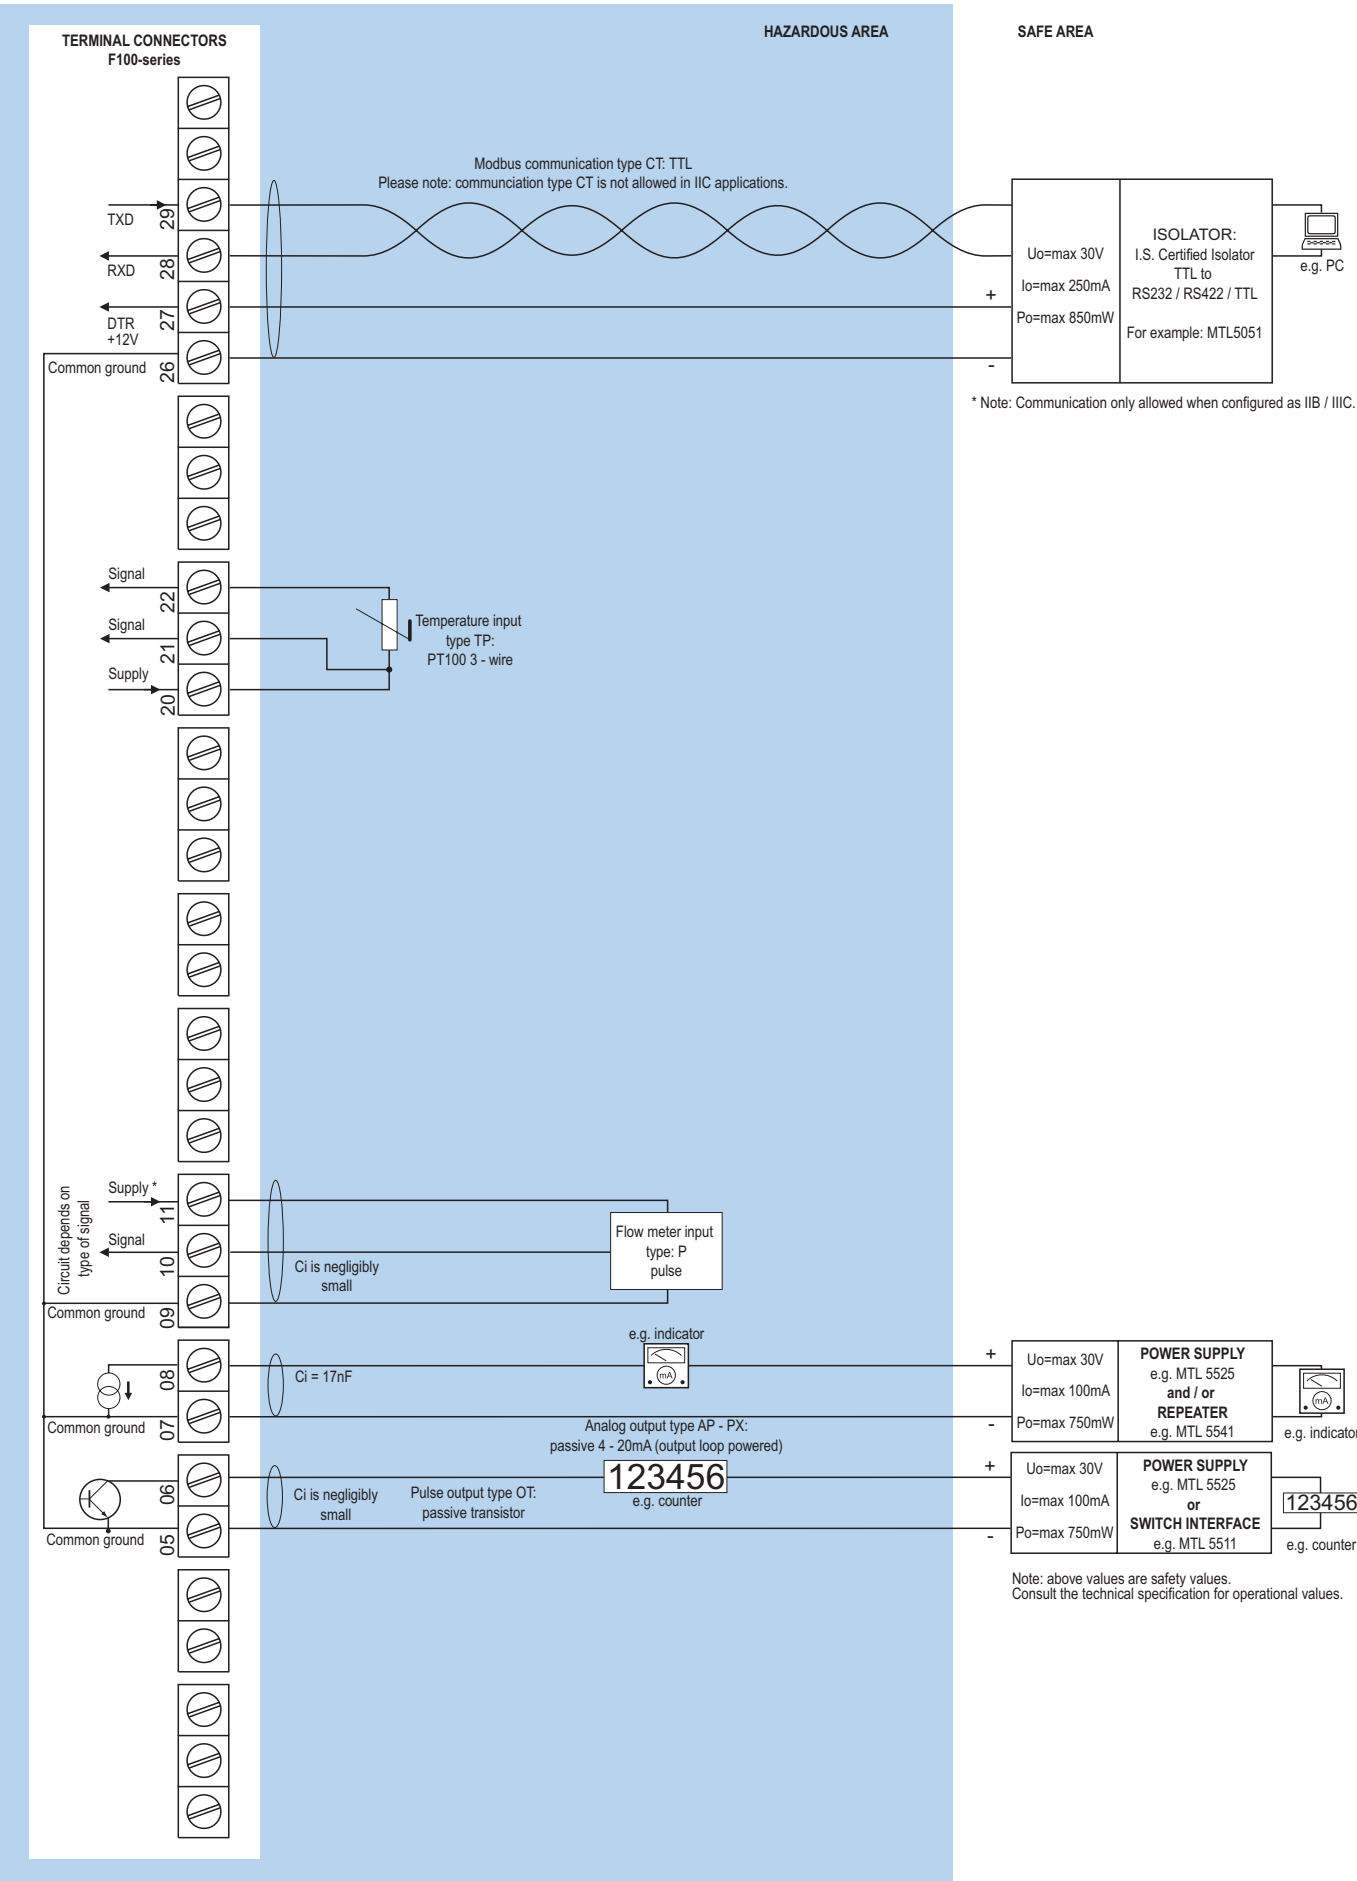 HAZARDOUS AREA
SAFE AREA
TERMINAL CONNECTORS
F100-series
Modbus communication type CT: TTL
Please note: communciation type CT is not allowed in IIC applications.
TXD
29
RXD
28
DTR
+12V
27
Common ground
26
+
-
Uo=max 30V
Io=max 250mA
Po=max 850mW
ISOLATOR:
I.S. Certified Isolator
TTL to
RS232 / RS422 / TTL
For example: MTL5051
e.g. PC
* Note: Communication only allowed when configured as IIB / IIIC.
Signal
22
Signal
21
Supply
20
Temperature input
type TP:
PT100 3 - wire
Circuit depends on
type of signal
Supply *
11
Signal
10
Common ground
09
Ci is negligibly
small
Flow meter input
type: P
pulse
08
Common ground
07
Ci = 17nF
e.g. indicator
mA
Analog output type AP - PX:
passive 4 - 20mA (output loop powered)
+
-
Uo=max 30V
Io=max 100mA
Po=max 750mW
POWER SUPPLY
e.g. MTL 5525
and / or
REPEATER
e.g. MTL 5541
mA
e.g. indicator
06
Common ground
05
Ci is negligibly
small
Pulse output type OT:
passive transistor
123456
e.g. counter
+
-
Uo=max 30V
Io=max 100mA
Po=max 750mW
POWER SUPPLY
e.g. MTL 5525
or
SWITCH INTERFACE
e.g. MTL 5511
123456
e.g. counter
Note: above values are safety values.
Consult the technical specification for operational values.